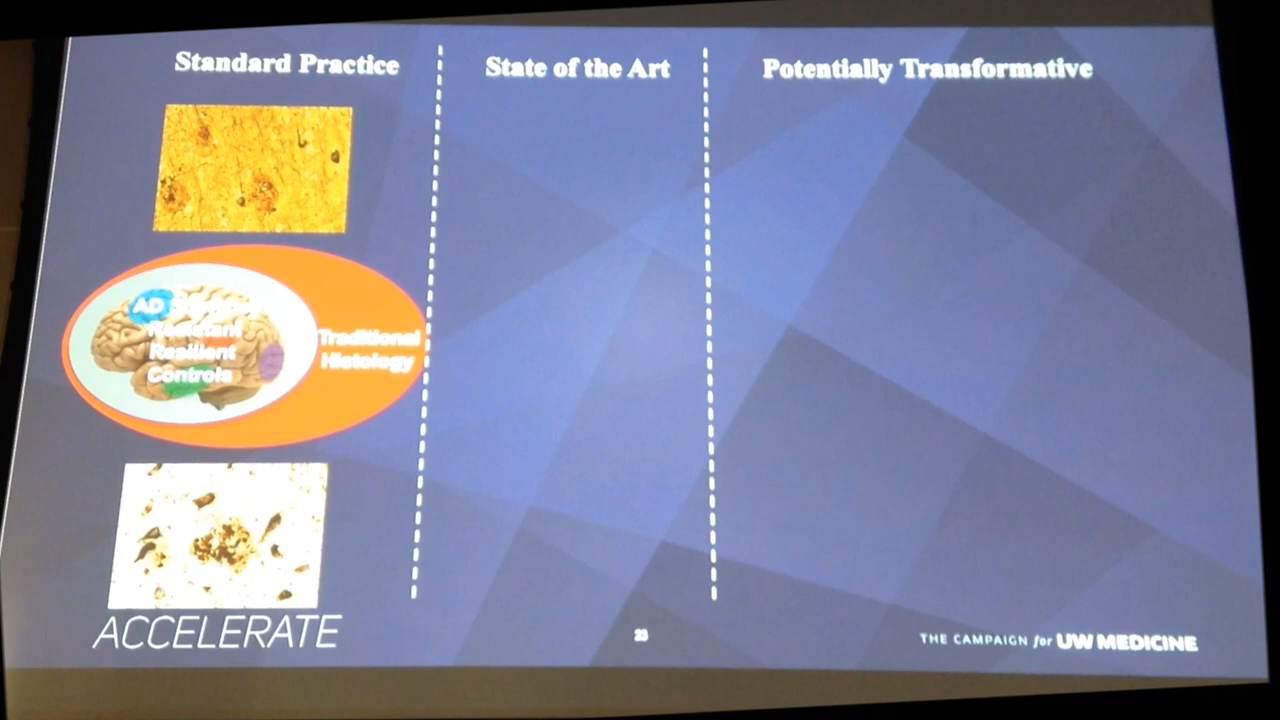 Standard Practice
State of the Art
Potentially Transformative
AD
Resistant
Resilient
Controls
Traditional
Histology
ACCELERATE
23
THE CAMPAIGN for UW MEDICINE